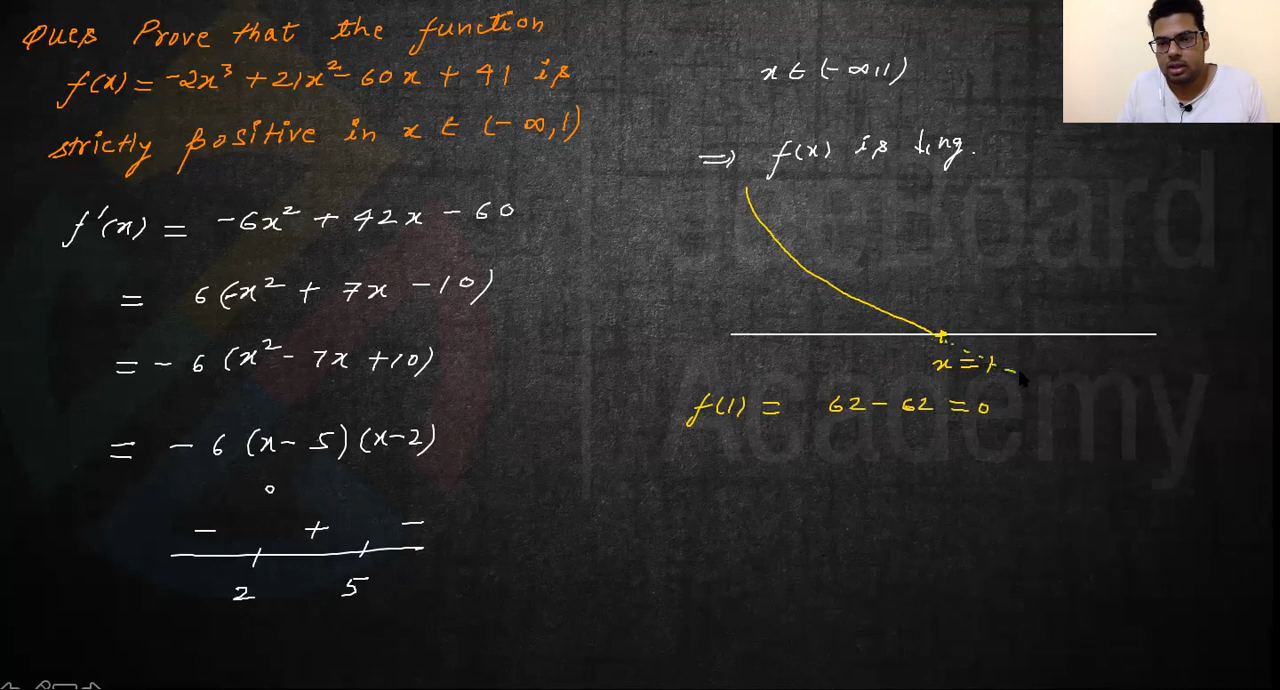 Ques Prove that the function
f(x) = -2x³ + 21x² - 60x + 41 is
strictly positive in x ∈ (-∞,1)
f'(x) = -6x² + 42x - 60
= 6(-x² + 7x - 10)
= -6(x² - 7x + 10)
= -6(x-5)(x-2)
- + -
2 5
x ∈ (-∞,1)
⇒ f(x) is ↓ing.
x = 1
f(1) = 62 - 62 = 0
Academy